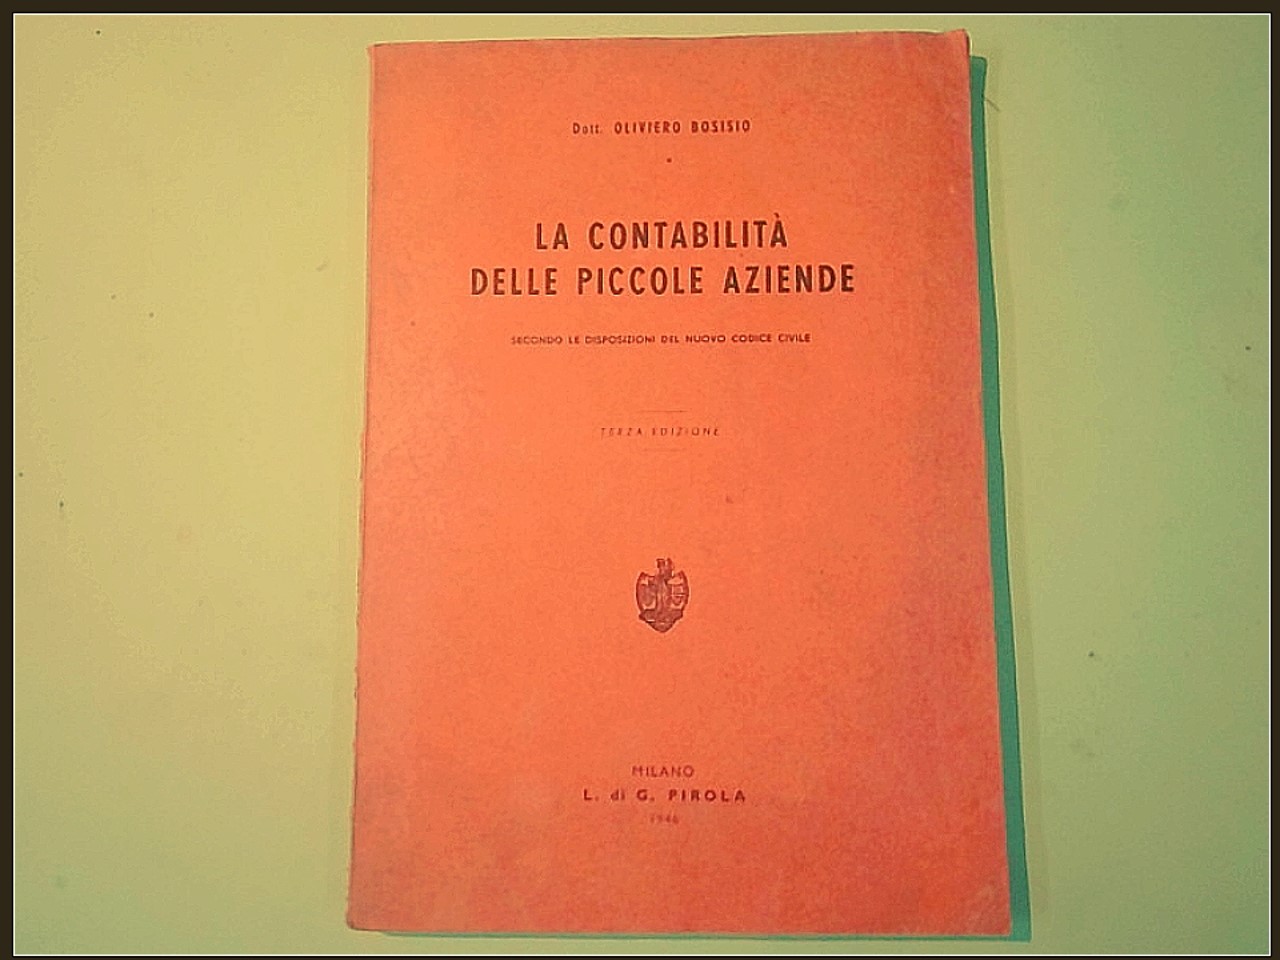 Dott. OLIVIERO BOSISIO
LA CONTABILITÀ
DELLE PICCOLE AZIENDE
SECONDO LE DISPOSIZIONI DEL NUOVO CODICE CIVILE
TERZA EDIZIONE
MILANO
L. di G. PIROLA
1946